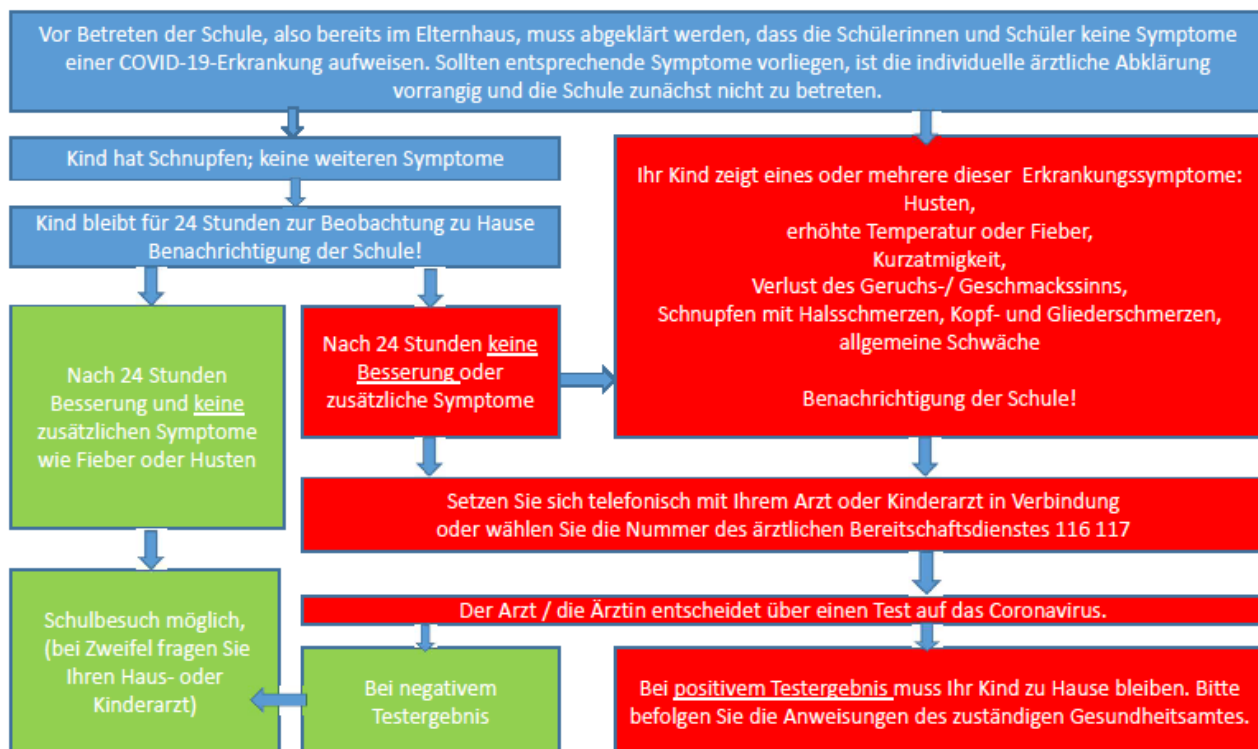 Vor Betreten der Schule, also bereits im Elternhaus, muss abgeklärt werden, dass die Schülerinnen und Schüler keine Symptome
einer COVID-19-Erkrankung aufweisen. Sollten entsprechende Symptome vorliegen, ist die individuelle ärztliche Abklärung
vorrangig und die Schule zunächst nicht zu betreten.
Kind hat Schnupfen; keine weiteren Symptome
Kind bleibt für 24 Stunden zur Beobachtung zu Hause
Benachrichtigung der Schule!
Nach 24 Stunden
Besserung und keine
zusätzlichen Symptome
wie Fieber oder Husten
Nach 24 Stunden keine
Besserung oder
zusätzliche Symptome
Ihr Kind zeigt eines oder mehrere dieser Erkrankungssymptome:
Husten,
erhöhte Temperatur oder Fieber,
Kurzatmigkeit,
Verlust des Geruchs-/ Geschmackssinns,
Schnupfen mit Halsschmerzen, Kopf- und Gliederschmerzen,
allgemeine Schwäche
Benachrichtigung der Schule!
Setzen Sie sich telefonisch mit Ihrem Arzt oder Kinderarzt in Verbindung
oder wählen Sie die Nummer des ärztlichen Bereitschaftsdienstes 116 117
Der Arzt / die Ärztin entscheidet über einen Test auf das Coronavirus.
Schulbesuch möglich,
(bei Zweifel fragen Sie
Ihren Haus- oder
Kinderarzt)
Bei negativem
Testergebnis
Bei positivem Testergebnis muss Ihr Kind zu Hause bleiben. Bitte
befolgen Sie die Anweisungen des zuständigen Gesundheitsamtes.